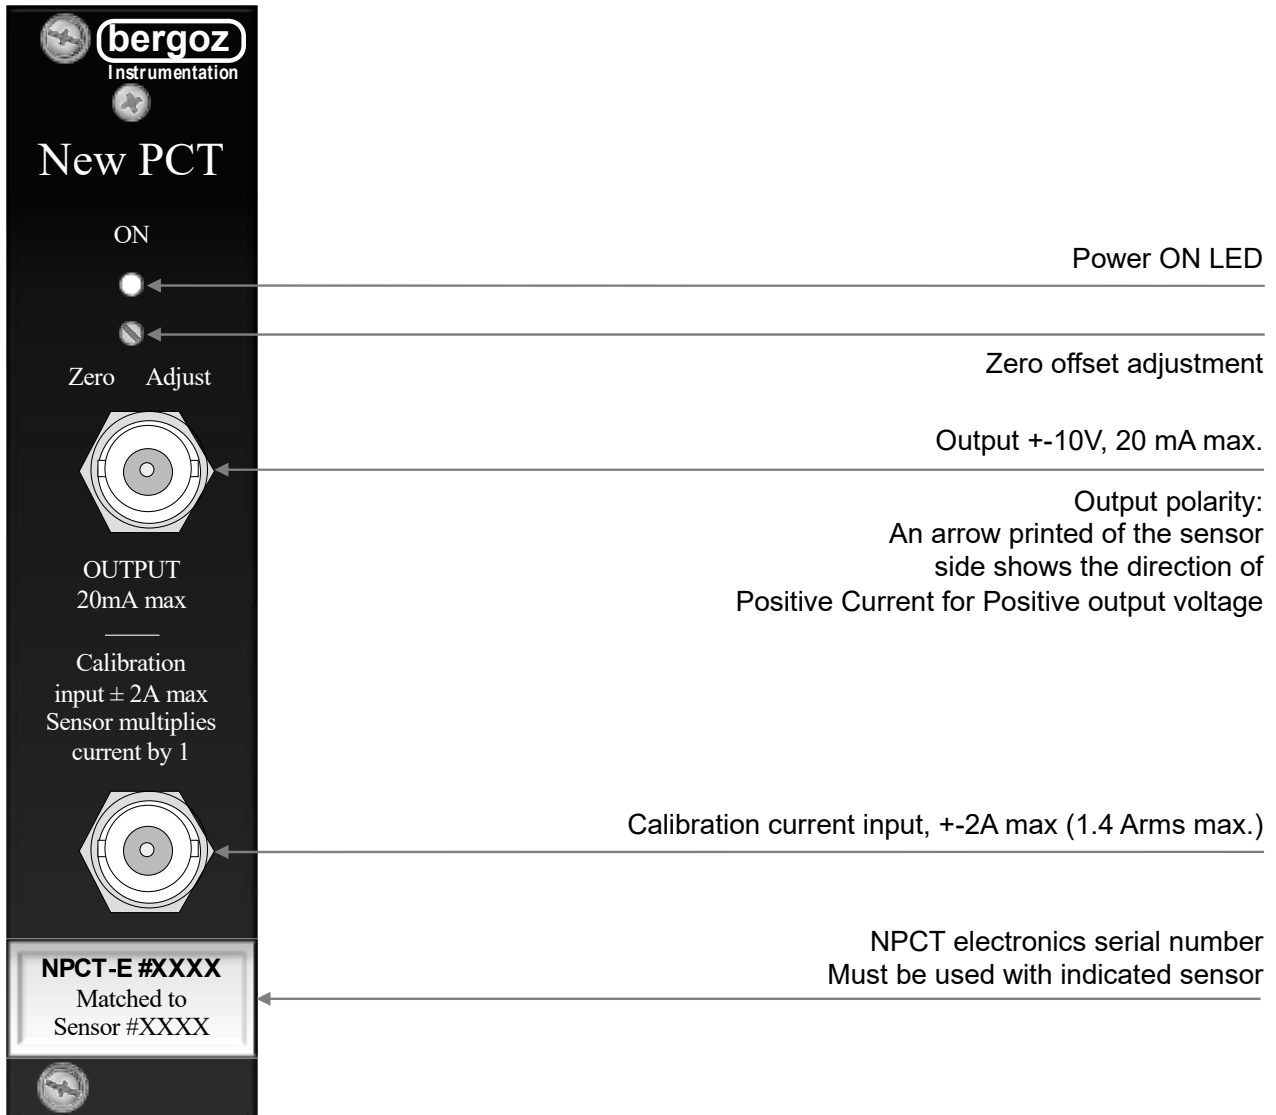 bergoz
Instrumentation
New PCT
ON
Power ON LED
Zero offset adjustment
Zero Adjust
Output +-10V, 20 mA max.
Output polarity:
An arrow printed of the sensor
side shows the direction of
Positive Current for Positive output voltage
OUTPUT
20mA max
Calibration
input ± 2A max
Sensor multiplies
current by 1
Calibration current input, +-2A max (1.4 Arms max.)
NPCT electronics serial number
Must be used with indicated sensor
NPCT-E #XXXX
Matched to
Sensor #XXXX